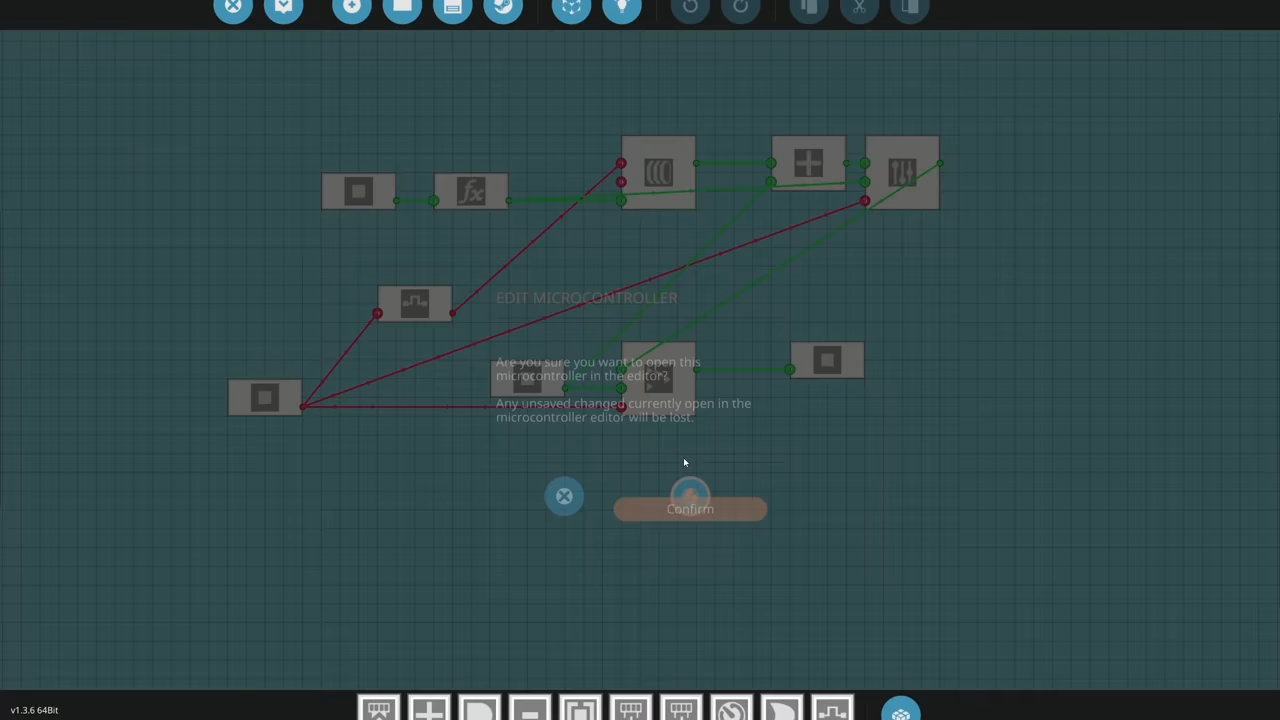 fx
EDIT MICROCONTROLLER
Are you sure you want to open this
microcontroller in the editor?
Any unsaved changed currently open in the
microcontroller editor will be lost.
Confirm
v1.3.6 64Bit